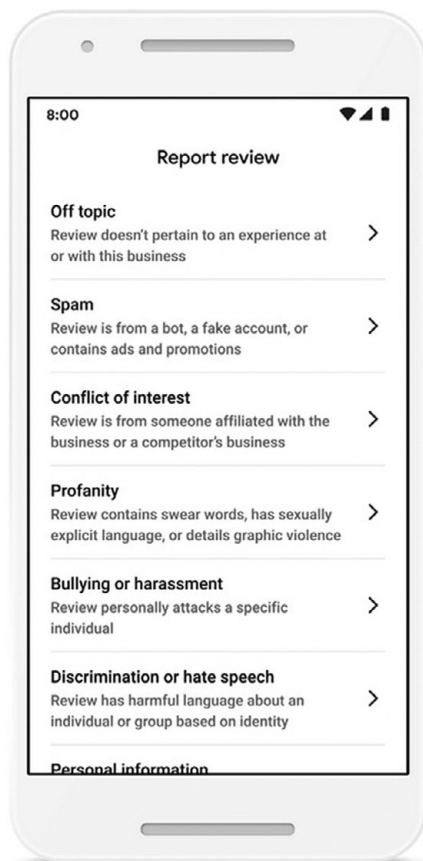 8:00
Report review
Off topic
Review doesn't pertain to an experience at
or with this business
Spam
Review is from a bot, a fake account, or
contains ads and promotions
Conflict of interest
Review is from someone affiliated with the
business or a competitor's business
Profanity
Review contains swear words, has sexually
explicit language, or details graphic violence
Bullying or harassment
Review personally attacks a specific
individual
Discrimination or hate speech
Review has harmful language about an
individual or group based on identity
Personal information